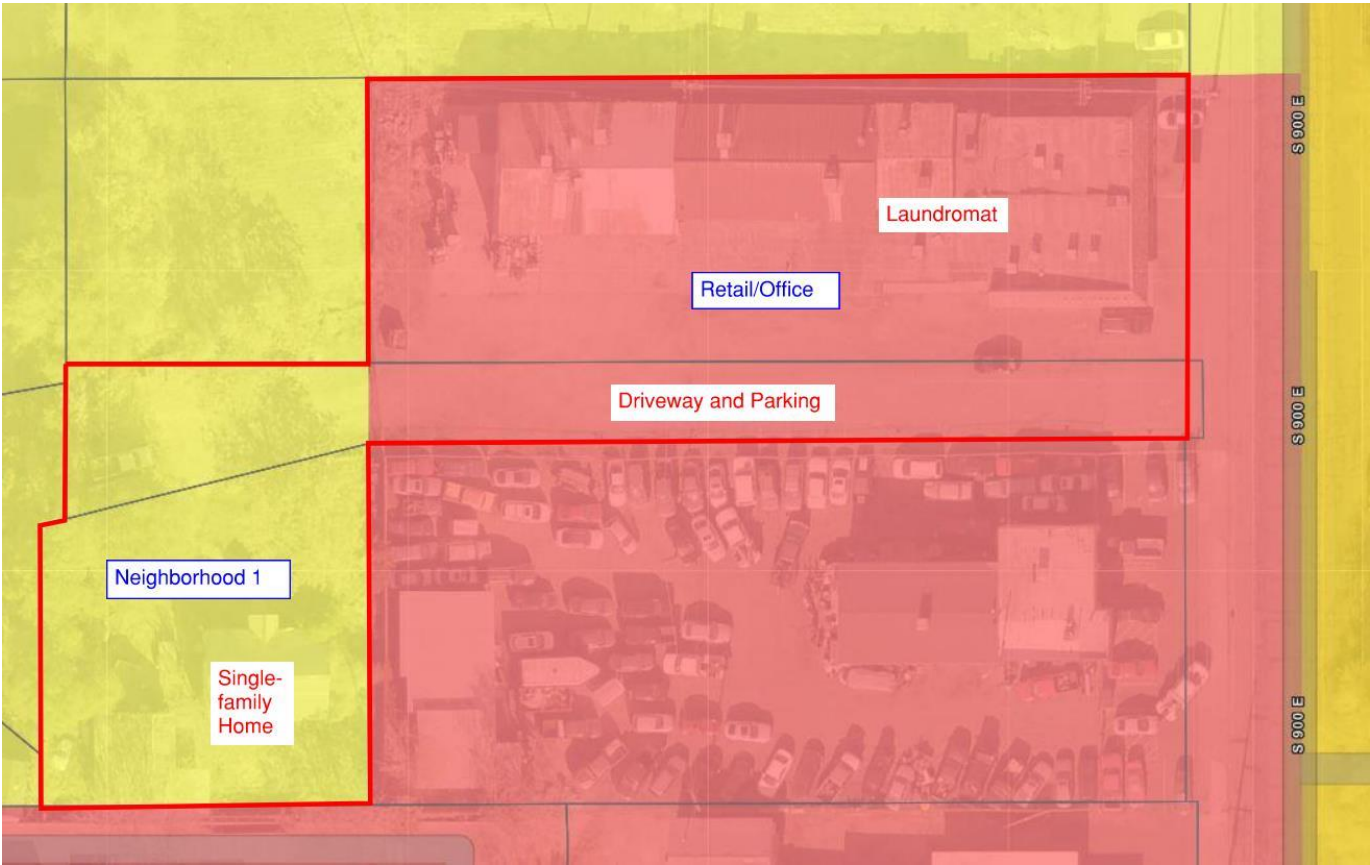 S 900 E
Laundromat
Retail/Office
Driveway and Parking
S 900 E
Neighborhood 1
Single-
family
Home
S 900 E